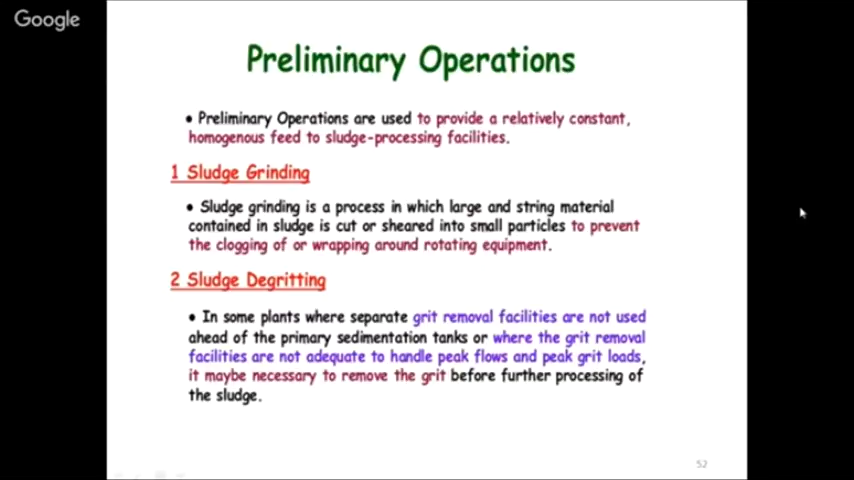 Google
Preliminary Operations
• Preliminary Operations are used to provide a relatively constant,
homogenous feed to sludge-processing facilities.
1 Sludge Grinding
• Sludge grinding is a process in which large and string material
contained in sludge is cut or sheared into small particles to prevent
the clogging of or wrapping around rotating equipment.
2 Sludge Degritting
• In some plants where separate grit removal facilities are not used
ahead of the primary sedimentation tanks or where the grit removal
facilities are not adequate to handle peak flows and peak grit loads,
it maybe necessary to remove the grit before further processing of
the sludge.
52